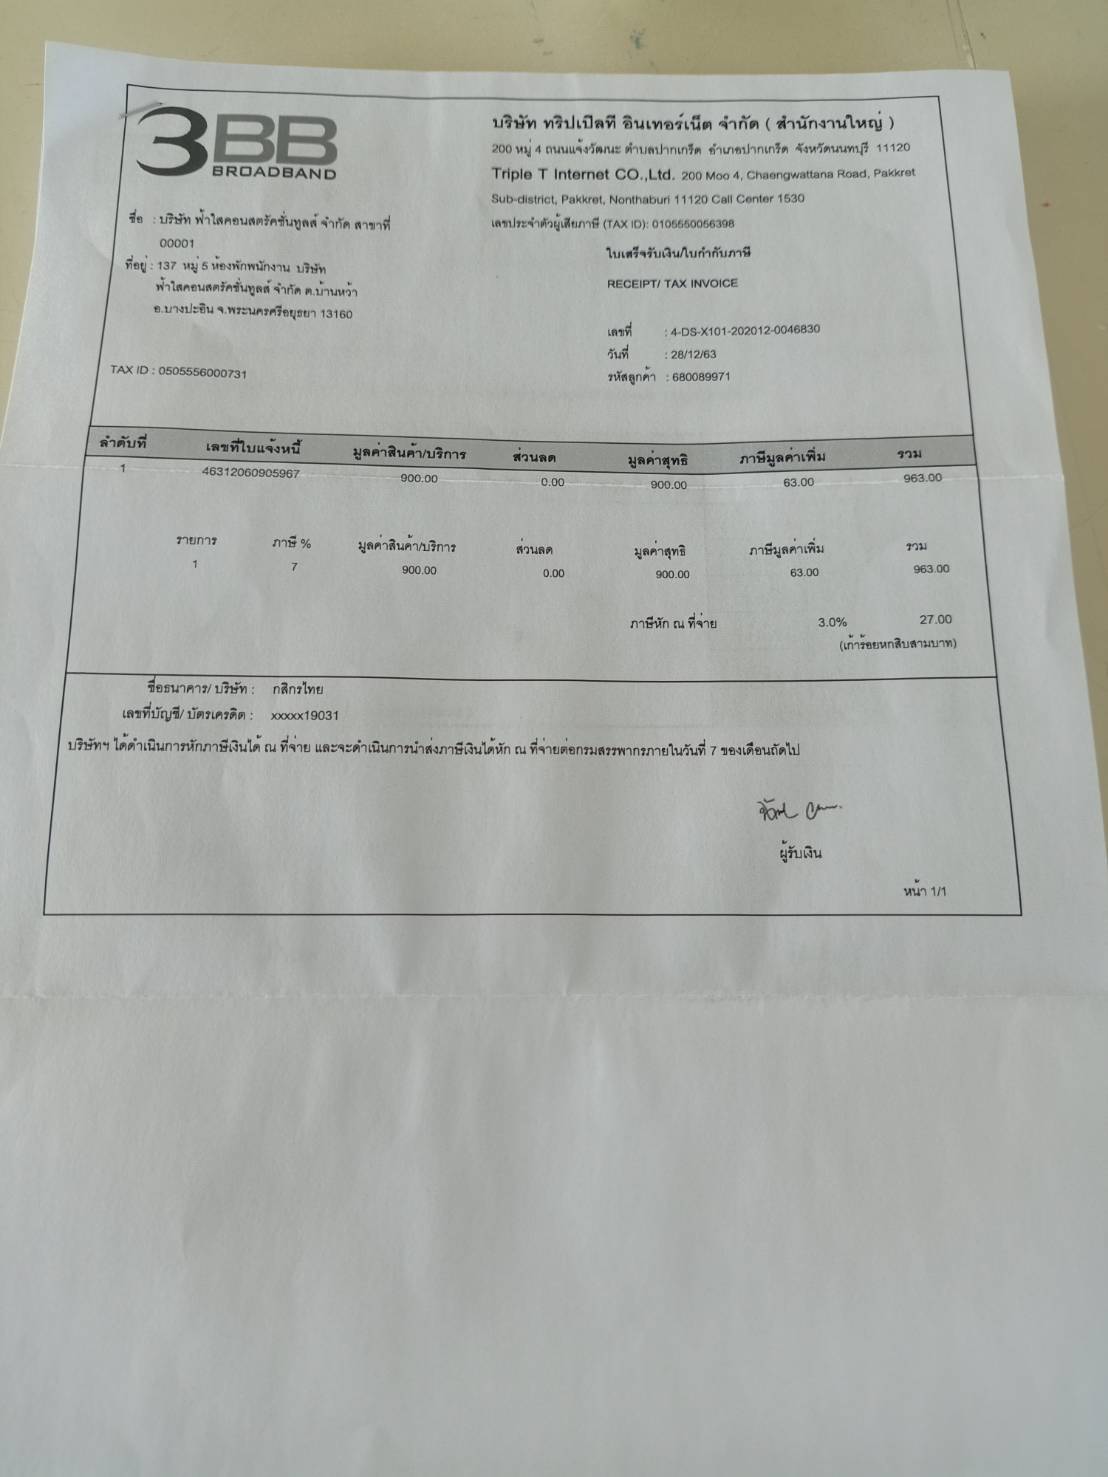 3BB
BROADBAND
บริษัท ทริปเปิลที อินเทอร์เน็ต จำกัด ( สำนักงานใหญ่ )
200 หมู่ 4 ถนนแจ้งวัฒนะ ตำบลปากเกร็ด อำเภอปากเกร็ด จังหวัดนนทบุรี 11120
Triple T Internet CO.,Ltd. 200 Moo 4, Chaengwattana Road, Pakkret
Sub-district, Pakkret, Nonthaburi 11120 Call Center 1530
เลขประจำตัวผู้เสียภาษี (TAX ID): 0105550056398
ชื่อ : บริษัท ฟ้าใสคอนสตรัคชั่นทูลส์ จำกัด สาขาที่
00001
ที่อยู่ : 137 หมู่ 5 ห้องพักพนักงาน บริษัท
ฟ้าใสคอนสตรัคชั่นทูลส์ จำกัด ต.บ้านหว้า
อ.บางปะอิน จ.พระนครศรีอยุธยา 13160
TAX ID : 0505556000731
ใบเสร็จรับเงิน/ใบกำกับภาษี
RECEIPT/ TAX INVOICE
เลขที่ : 4-DS-X101-202012-0046830
วันที่ : 28/12/63
รหัสลูกค้า : 680089971
ลำดับที่ เลขที่ใบแจ้งหนี้ มูลค่าสินค้า/บริการ ส่วนลด มูลค่าสุทธิ ภาษีมูลค่าเพิ่ม รวม
1 46312060905967 900.00 0.00 900.00 63.00 963.00
รายการ ภาษี % มูลค่าสินค้า/บริการ ส่วนลด มูลค่าสุทธิ ภาษีมูลค่าเพิ่ม รวม
1 7 900.00 0.00 900.00 63.00 963.00
ภาษีหัก ณ ที่จ่าย 3.0% 27.00
(เก้าร้อยหกสิบสามบาท)
ชื่อธนาคาร/ บริษัท : กสิกรไทย
เลขที่บัญชี/ บัตรเครดิต : xxxxx19031
บริษัทฯ ได้ดำเนินการหักภาษีเงินได้ ณ ที่จ่าย และจะดำเนินการนำส่งภาษีเงินได้หัก ณ ที่จ่ายต่อกรมสรรพากรภายในวันที่ 7 ของเดือนถัดไป
ผู้รับเงิน
หน้า 1/1